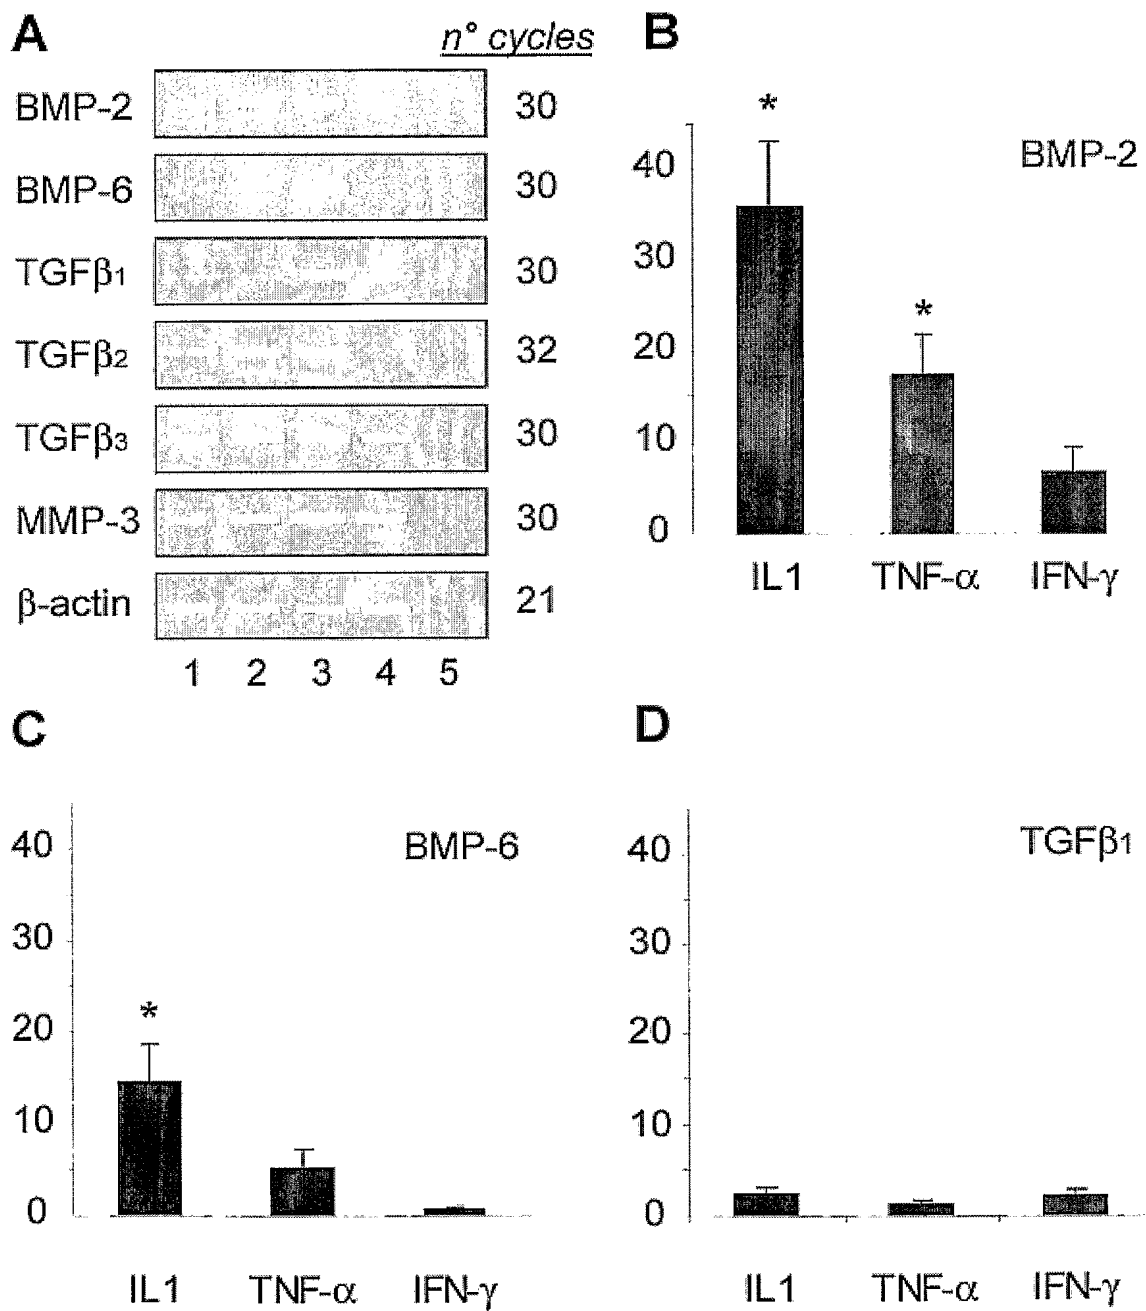 A
n° cycles
BMP-2 30
BMP-6 30
TGFβ1 30
TGFβ2 32
TGFβ3 30
MMP-3 30
β-actin 21
1 2 3 4 5
B
BMP-2
*
*
40
30
20
10
0
IL1 TNF-α IFN-γ
C
BMP-6
*
40
30
20
10
0
IL1 TNF-α IFN-γ
D
TGFβ1
40
30
20
10
0
IL1 TNF-α IFN-γ